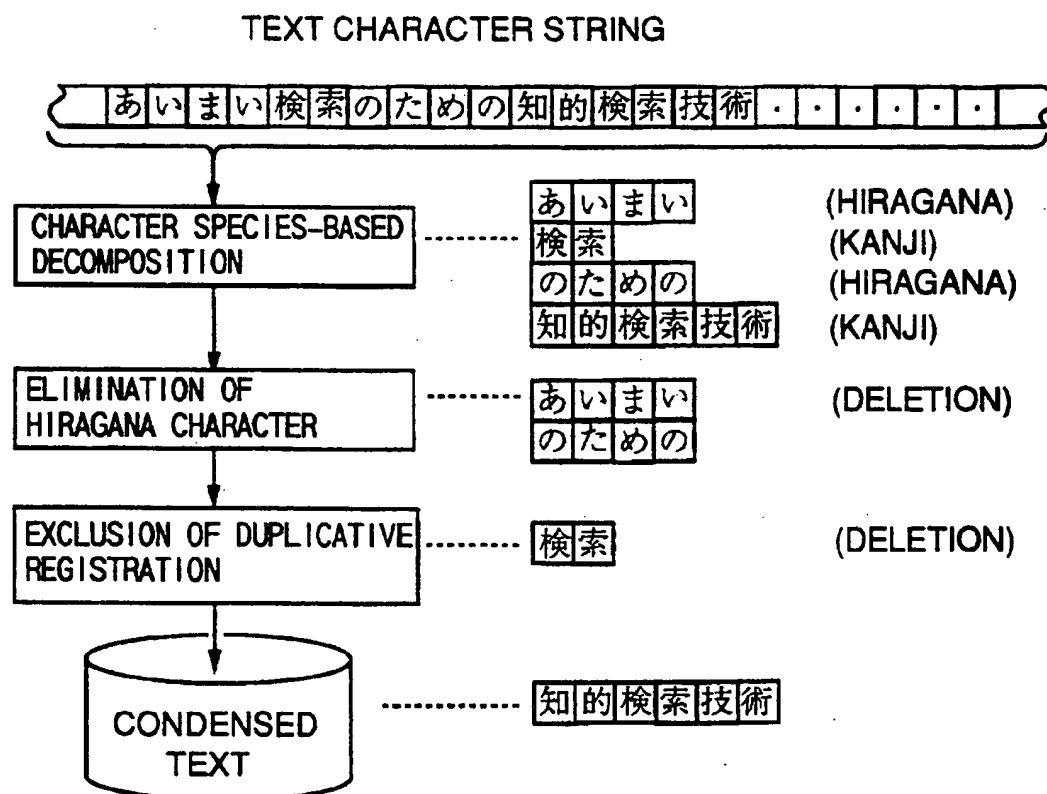 TEXT CHARACTER STRING
あいまい検索のための知的検索技術・・・・・・
CHARACTER SPECIES-BASED
DECOMPOSITION
あいまい (HIRAGANA)
検索 (KANJI)
のための (HIRAGANA)
知的検索技術 (KANJI)
ELIMINATION OF
HIRAGANA CHARACTER
あいまい (DELETION)
のための
EXCLUSION OF DUPLICATIVE
REGISTRATION
検索 (DELETION)
CONDENSED
TEXT
知的検索技術